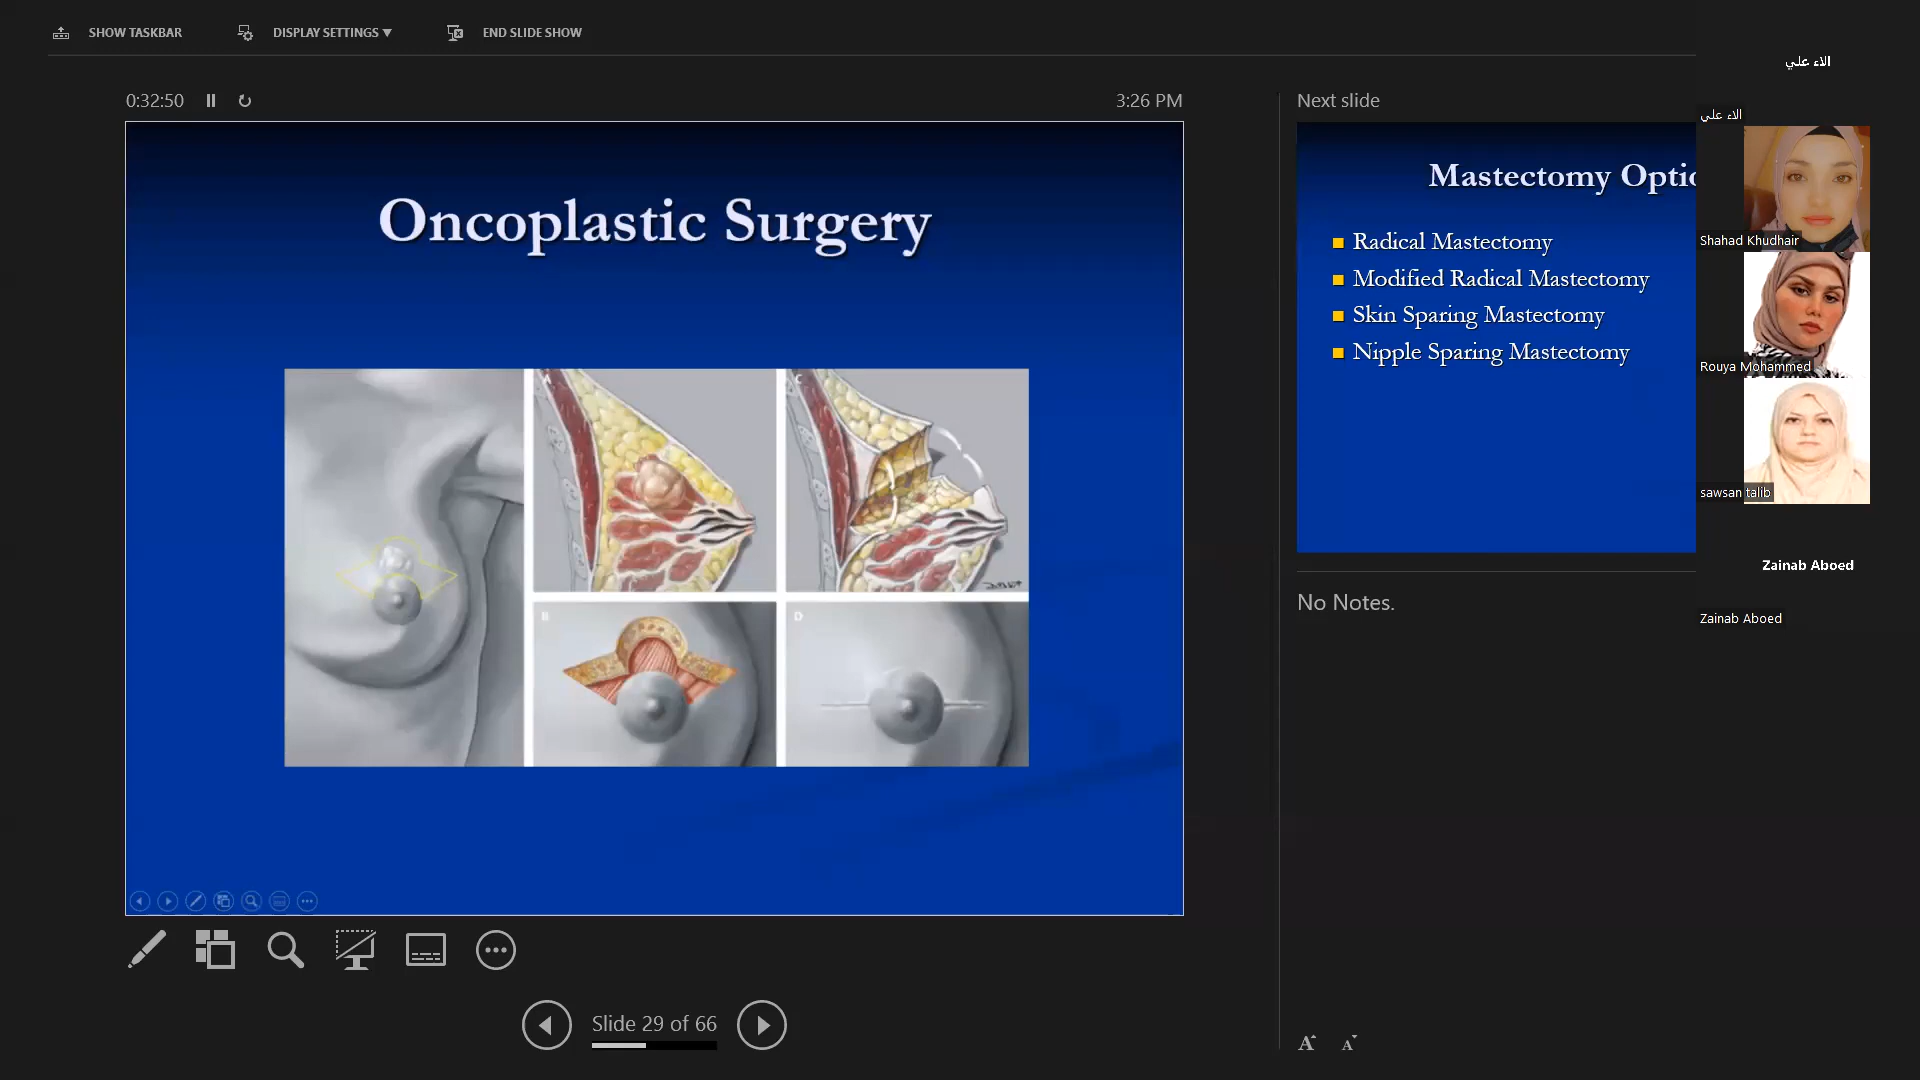 SHOW TASKBAR
DISPLAY SETTINGS ▼
END SLIDE SHOW
0:32:50
3:26 PM
Oncoplastic Surgery
A
C
B
D
Slide 29 of 66
Next slide
Mastectomy Optio
Radical Mastectomy
Modified Radical Mastectomy
Skin Sparing Mastectomy
Nipple Sparing Mastectomy
No Notes.
A A
الاء علي
الاء علي
Shahad Khudhair
Rouya Mohammed
sawsan talib
Zainab Aboed
Zainab Aboed